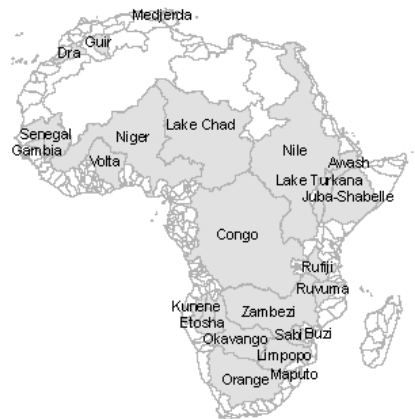 Medjerda
Guir
Dra
Lake Chad
Senegal
Niger
Gambia
Nile
Volta
Awash
Lake Turkana
Juba-Shabelle
Congo
Rufiji
Ruvuma
Kunene
Zambezi
Etosha
Okavango
Sabi
Buzi
Limpopo
Maputo
Orange